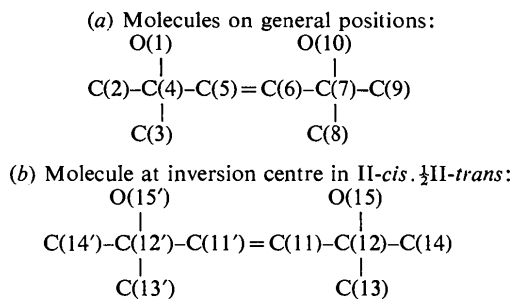 (a) Molecules on general positions:
O(1) O(10)
| |
C(2)–C(4)–C(5)=C(6)–C(7)–C(9)
| |
C(3) C(8)
(b) Molecule at inversion centre in II-cis.½II-trans:
O(15′) O(15)
| |
C(14′)–C(12′)–C(11′)=C(11)–C(12)–C(14)
| |
C(13′) C(13)